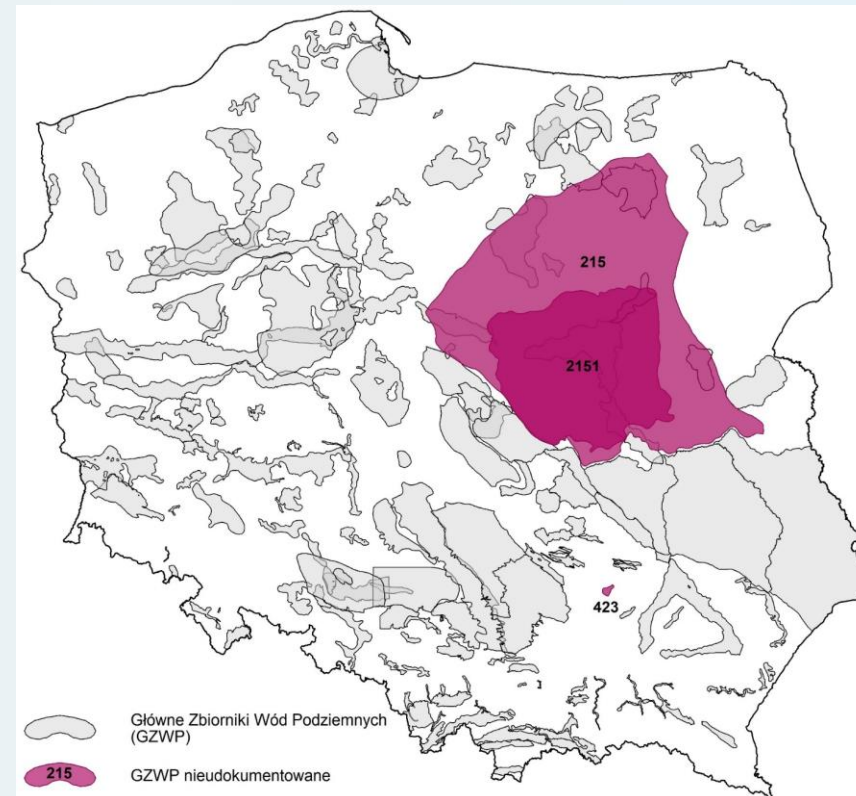 215
2151
423
Główne Zbiorniki Wód Podziemnych
(GZWP)
215
GZWP nieudokumentowane